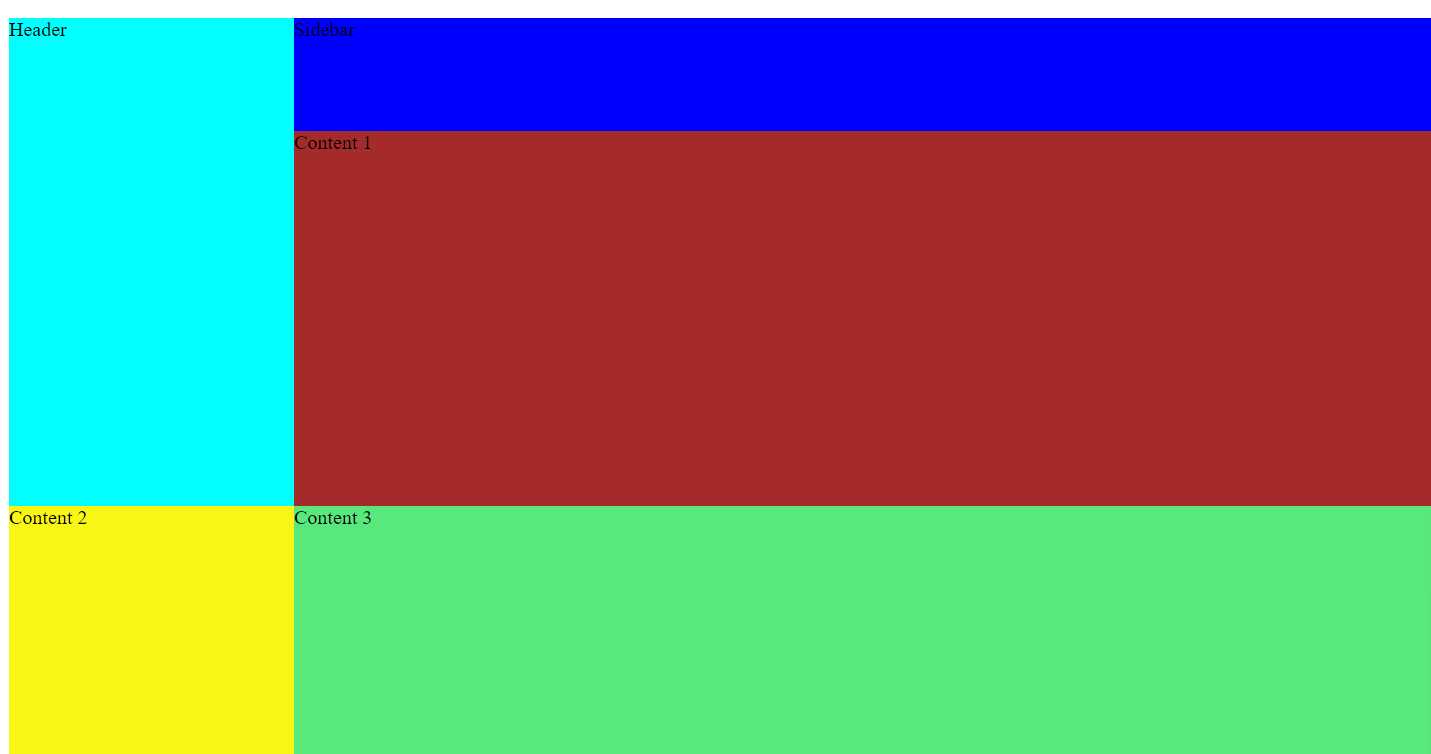 Header
Sidebar
Content 1
Content 2
Content 3